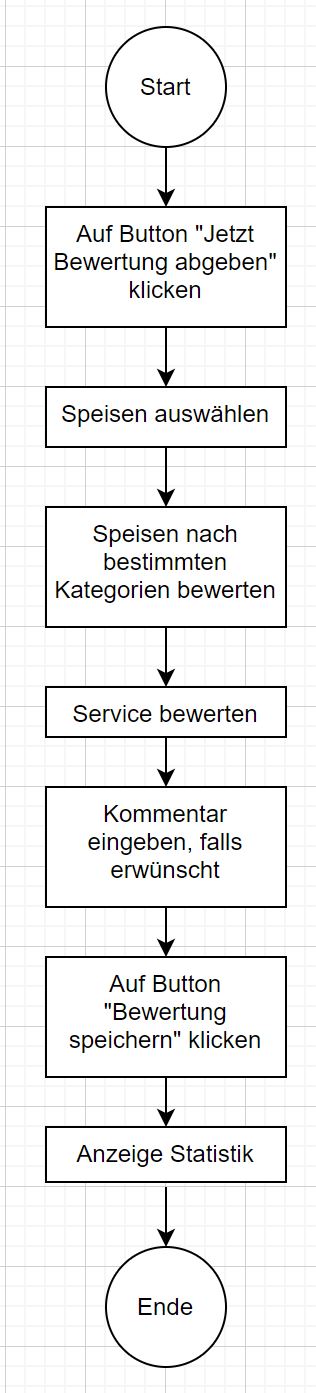 Start
Auf Button "Jetzt
Bewertung abgeben"
klicken
Speisen auswählen
Speisen nach
bestimmten
Kategorien bewerten
Service bewerten
Kommentar
eingeben, falls
erwünscht
Auf Button
"Bewertung
speichern" klicken
Anzeige Statistik
Ende